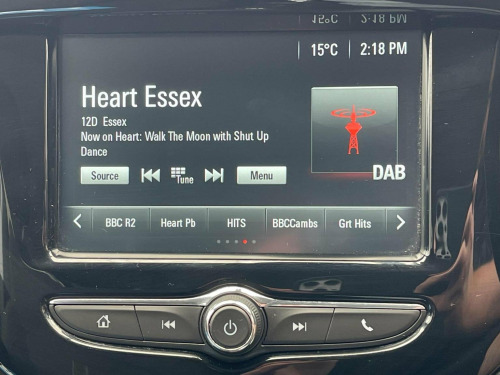 15°C 2:18 PM
Heart Essex
12D Essex
Now on Heart: Walk The Moon with Shut Up
Dance
DAB
Source Tune Menu
BBC R2 Heart Pb HITS BBCCambs Grt Hits